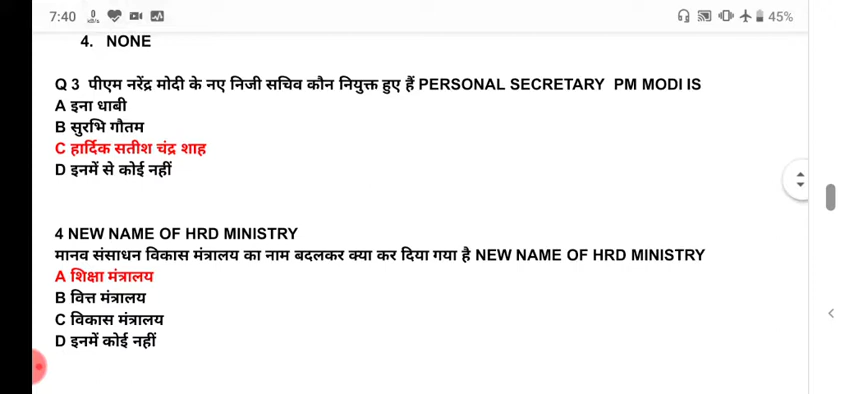 7:40
0
KB/s
45%
4. NONE
Q 3 पीएम नरेंद्र मोदी के नए निजी सचिव कौन नियुक्त हुए हैं PERSONAL SECRETARY PM MODI IS
A इना धाबी
B सुरभि गौतम
C हार्दिक सतीश चंद्र शाह
D इनमें से कोई नहीं
4 NEW NAME OF HRD MINISTRY
मानव संसाधन विकास मंत्रालय का नाम बदलकर क्या कर दिया गया है NEW NAME OF HRD MINISTRY
A शिक्षा मंत्रालय
B वित्त मंत्रालय
C विकास मंत्रालय
D इनमें कोई नहीं